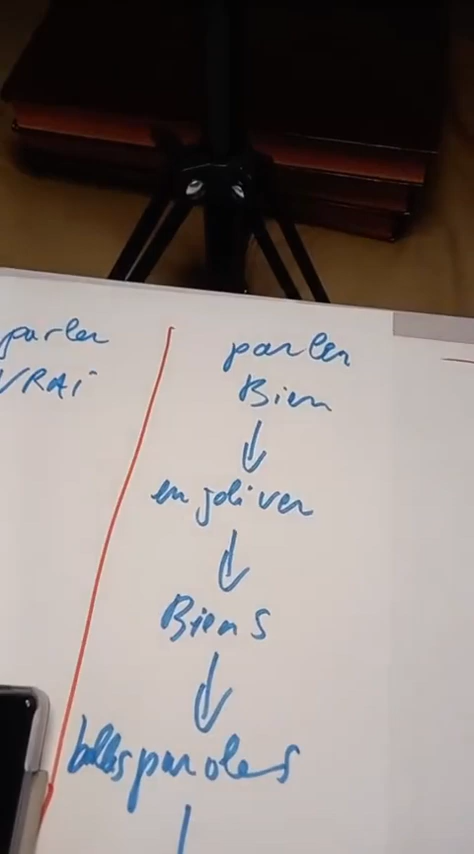 parler
VRAi
parler
Bien
enjoliver
Biens
belles paroles